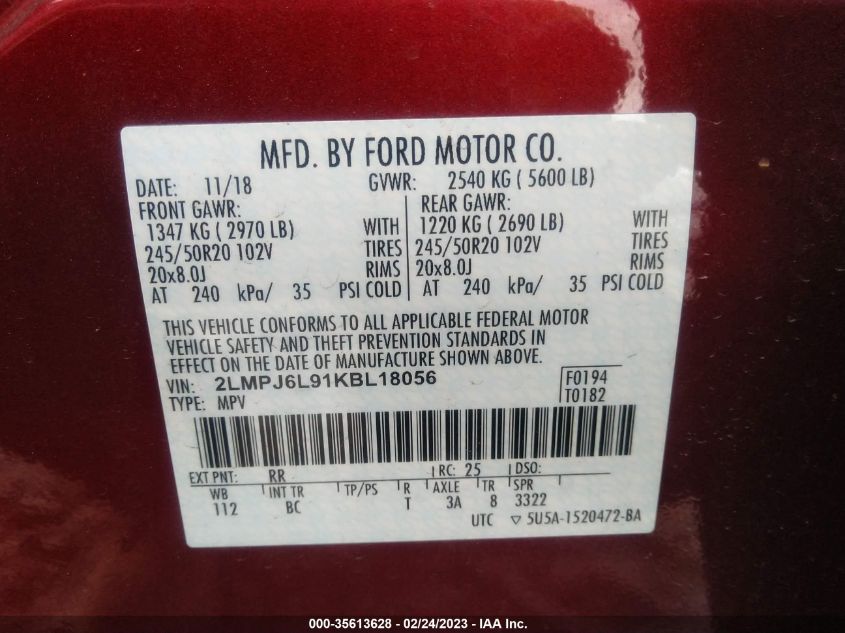 MFD. BY FORD MOTOR CO.
DATE: 11/18 GVWR: 2540 KG ( 5600 LB)
FRONT GAWR: REAR GAWR:
1347 KG ( 2970 LB) WITH 1220 KG ( 2690 LB) WITH
245/50R20 102V TIRES 245/50R20 102V TIRES
20x8.0J RIMS 20x8.0J RIMS
AT 240 kPa/ 35 PSI COLD AT 240 kPa/ 35 PSI COLD
THIS VEHICLE CONFORMS TO ALL APPLICABLE FEDERAL MOTOR
VEHICLE SAFETY AND THEFT PREVENTION STANDARDS IN
EFFECT ON THE DATE OF MANUFACTURE SHOWN ABOVE.
VIN: 2LMPJ6L91KBL18056 F0194
TYPE: MPV T0182
EXT PNT: RR RC: 25 DSO:
WB INT TR TP/PS R AXLE TR SPR
112 BC T 3A 8 3322
UTC ▽ 5U5A-1520472-BA
000-35613628 - 02/24/2023 - IAA Inc.